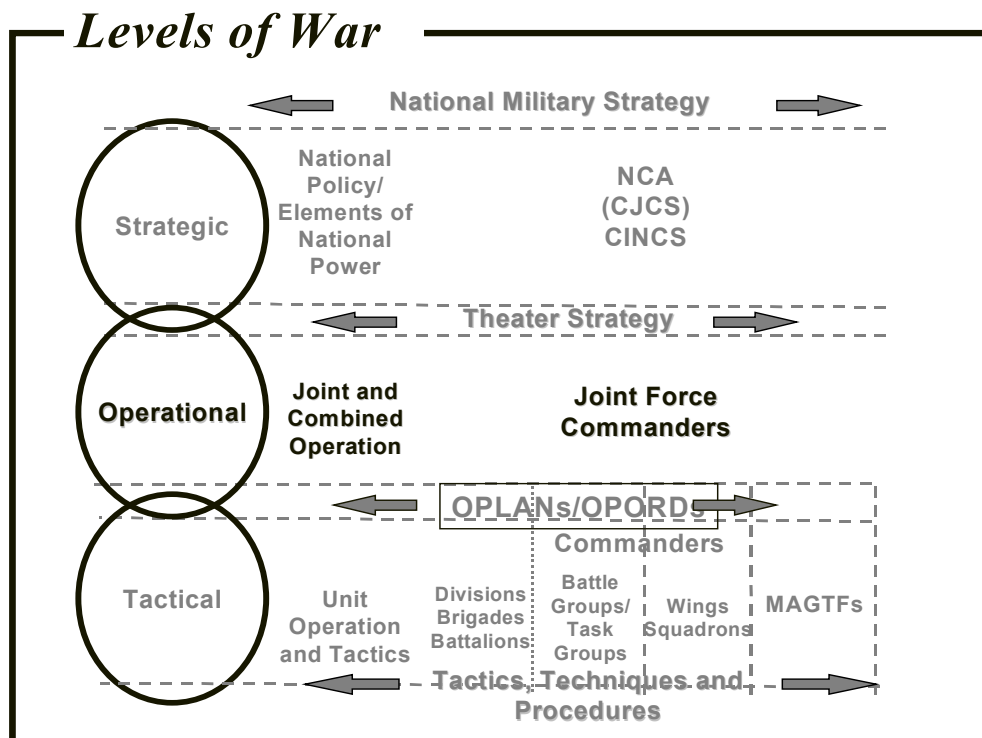 Levels of War
National Military Strategy
Strategic
National
Policy/
Elements of
National
Power
NCA
(CJCS)
CINCS
Theater Strategy
Operational
Joint and
Combined
Operation
Joint Force
Commanders
OPLANs/OPORDs
Commanders
Tactical
Unit
Operation
and Tactics
Divisions
Brigades
Battalions
Battle
Groups/
Task
Groups
Wings
Squadrons
MAGTFs
Tactics, Techniques and
Procedures